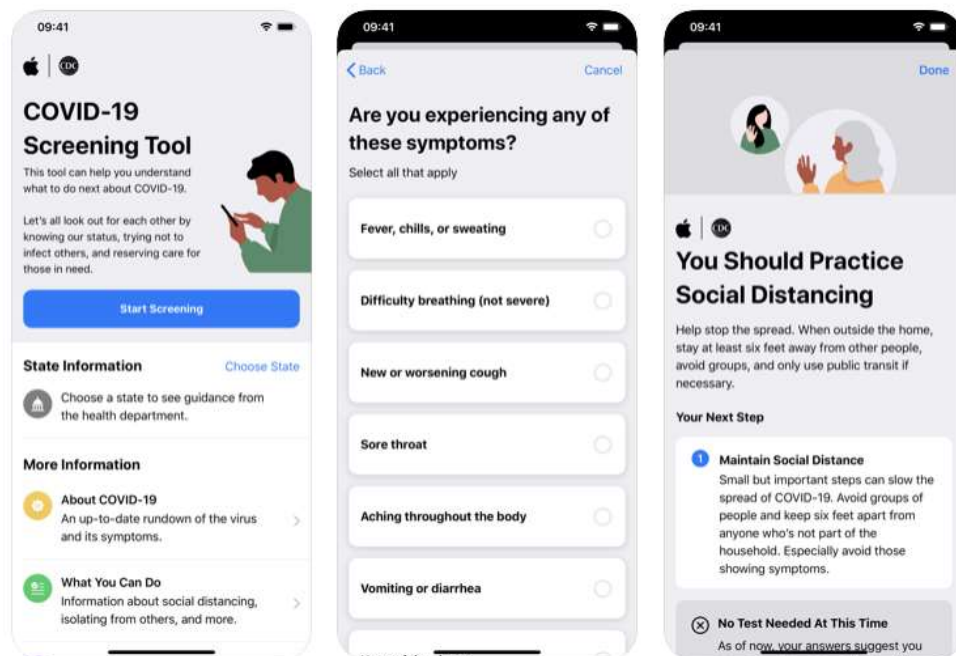 09:41
CDC
COVID-19
Screening Tool
This tool can help you understand
what to do next about COVID-19.
Let's all look out for each other by
knowing our status, trying not to
infect others, and reserving care for
those in need.
Start Screening
State Information
Choose State
Choose a state to see guidance from
the health department.
More Information
About COVID-19
An up-to-date rundown of the virus
and its symptoms.
What You Can Do
Information about social distancing,
isolating from others, and more.
09:41
Back
Cancel
Are you experiencing any of
these symptoms?
Select all that apply
Fever, chills, or sweating
Difficulty breathing (not severe)
New or worsening cough
Sore throat
Aching throughout the body
Vomiting or diarrhea
09:41
Done
CDC
You Should Practice
Social Distancing
Help stop the spread. When outside the home,
stay at least six feet away from other people,
avoid groups, and only use public transit if
necessary.
Your Next Step
1
Maintain Social Distance
Small but important steps can slow the
spread of COVID-19. Avoid groups of
people and keep six feet apart from
anyone who's not part of the
household. Especially avoid those
showing symptoms.
No Test Needed At This Time
As of now, your answers suggest you